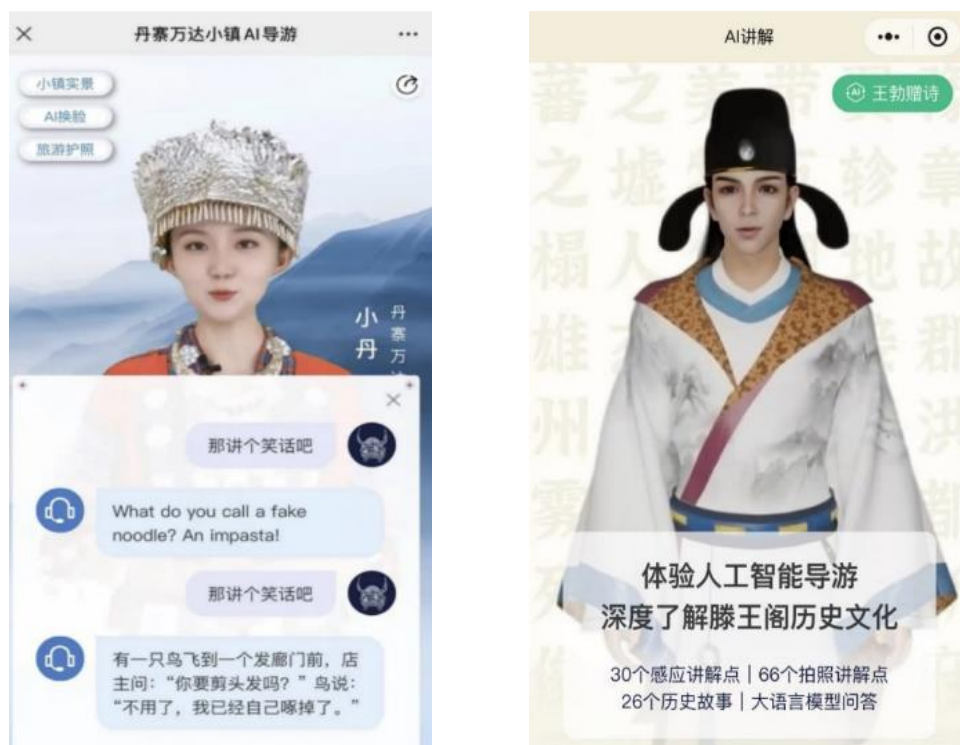 丹寨万达小镇AI导游
小镇实景
AI换脸
旅游护照
小丹
丹寨万
那讲个笑话吧
What do you call a fake
noodle? An impasta!
那讲个笑话吧
有一只鸟飞到一个发廊门前，店
主问：“你要剪头发吗？”鸟说：
“不用了，我已经自己啄掉了。”
AI讲解
AI 王勃赠诗
体验人工智能导游
深度了解滕王阁历史文化
30个感应讲解点｜66个拍照讲解点
26个历史故事｜大语言模型问答